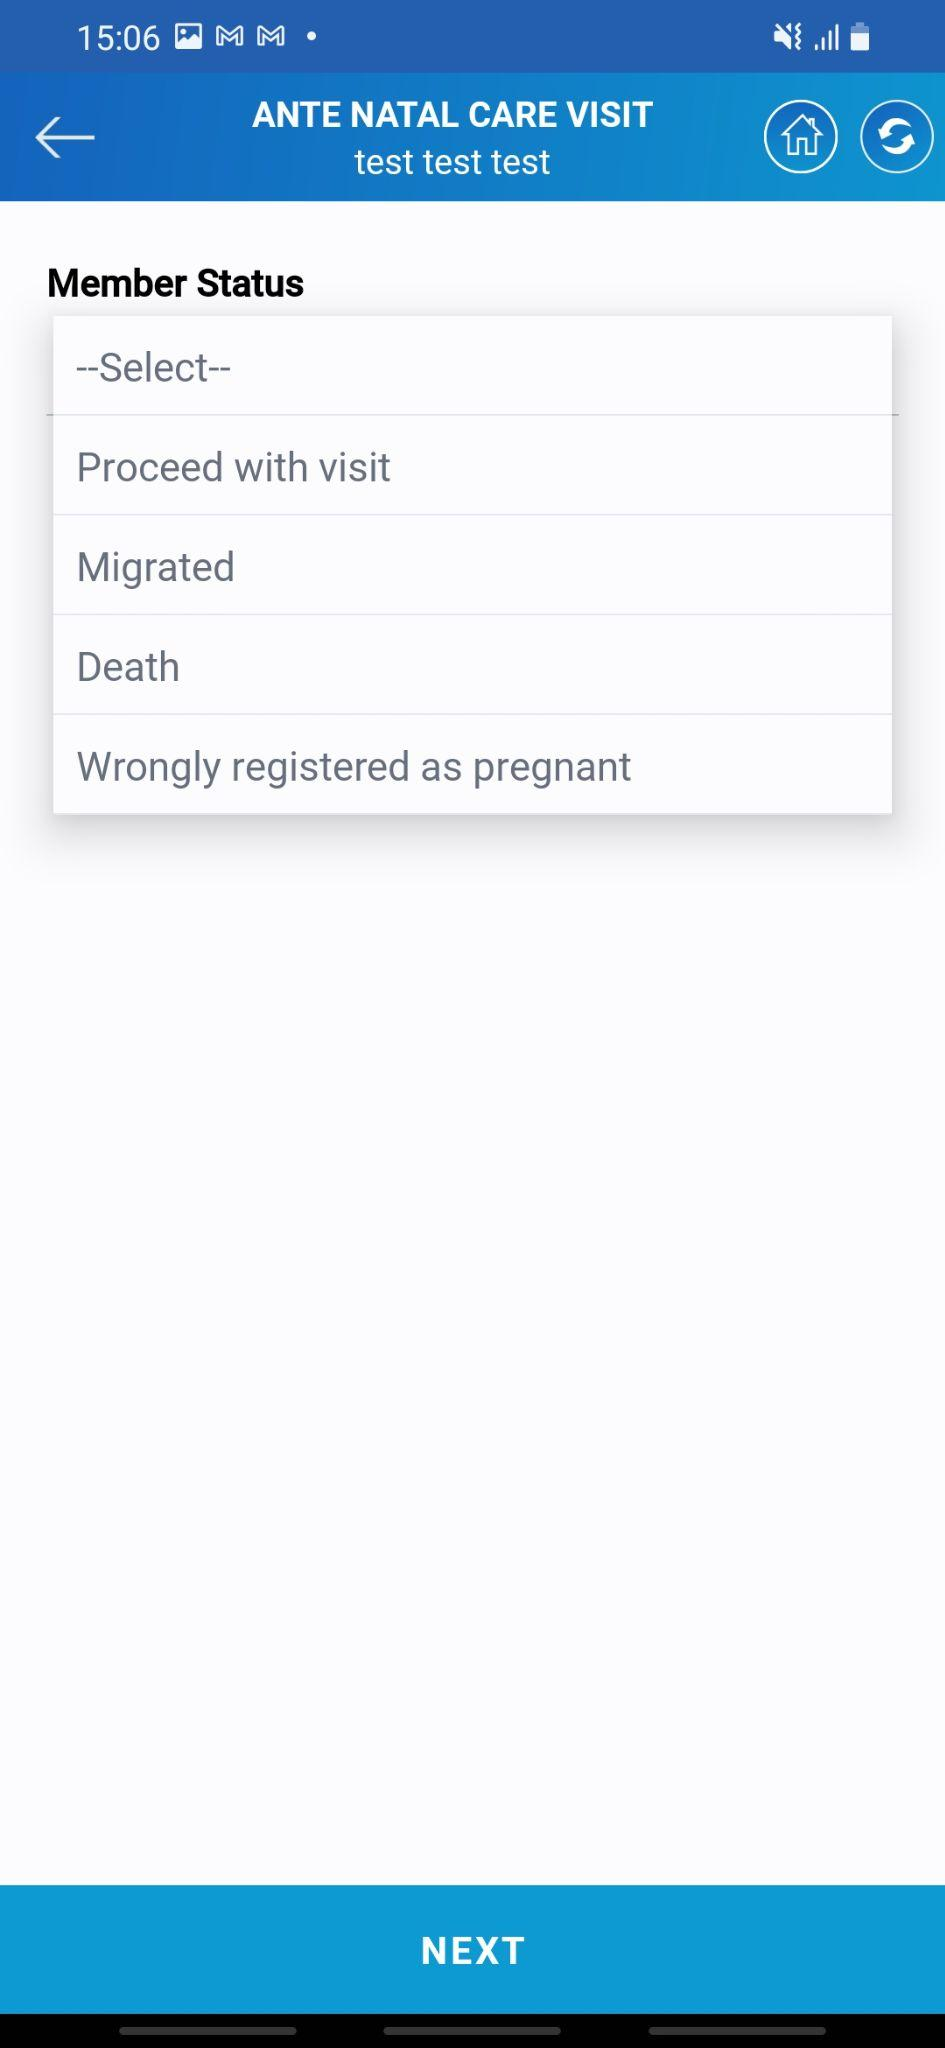 15:06
ANTE NATAL CARE VISIT
test test test
Member Status
--Select--
Proceed with visit
Migrated
Death
Wrongly registered as pregnant
NEXT